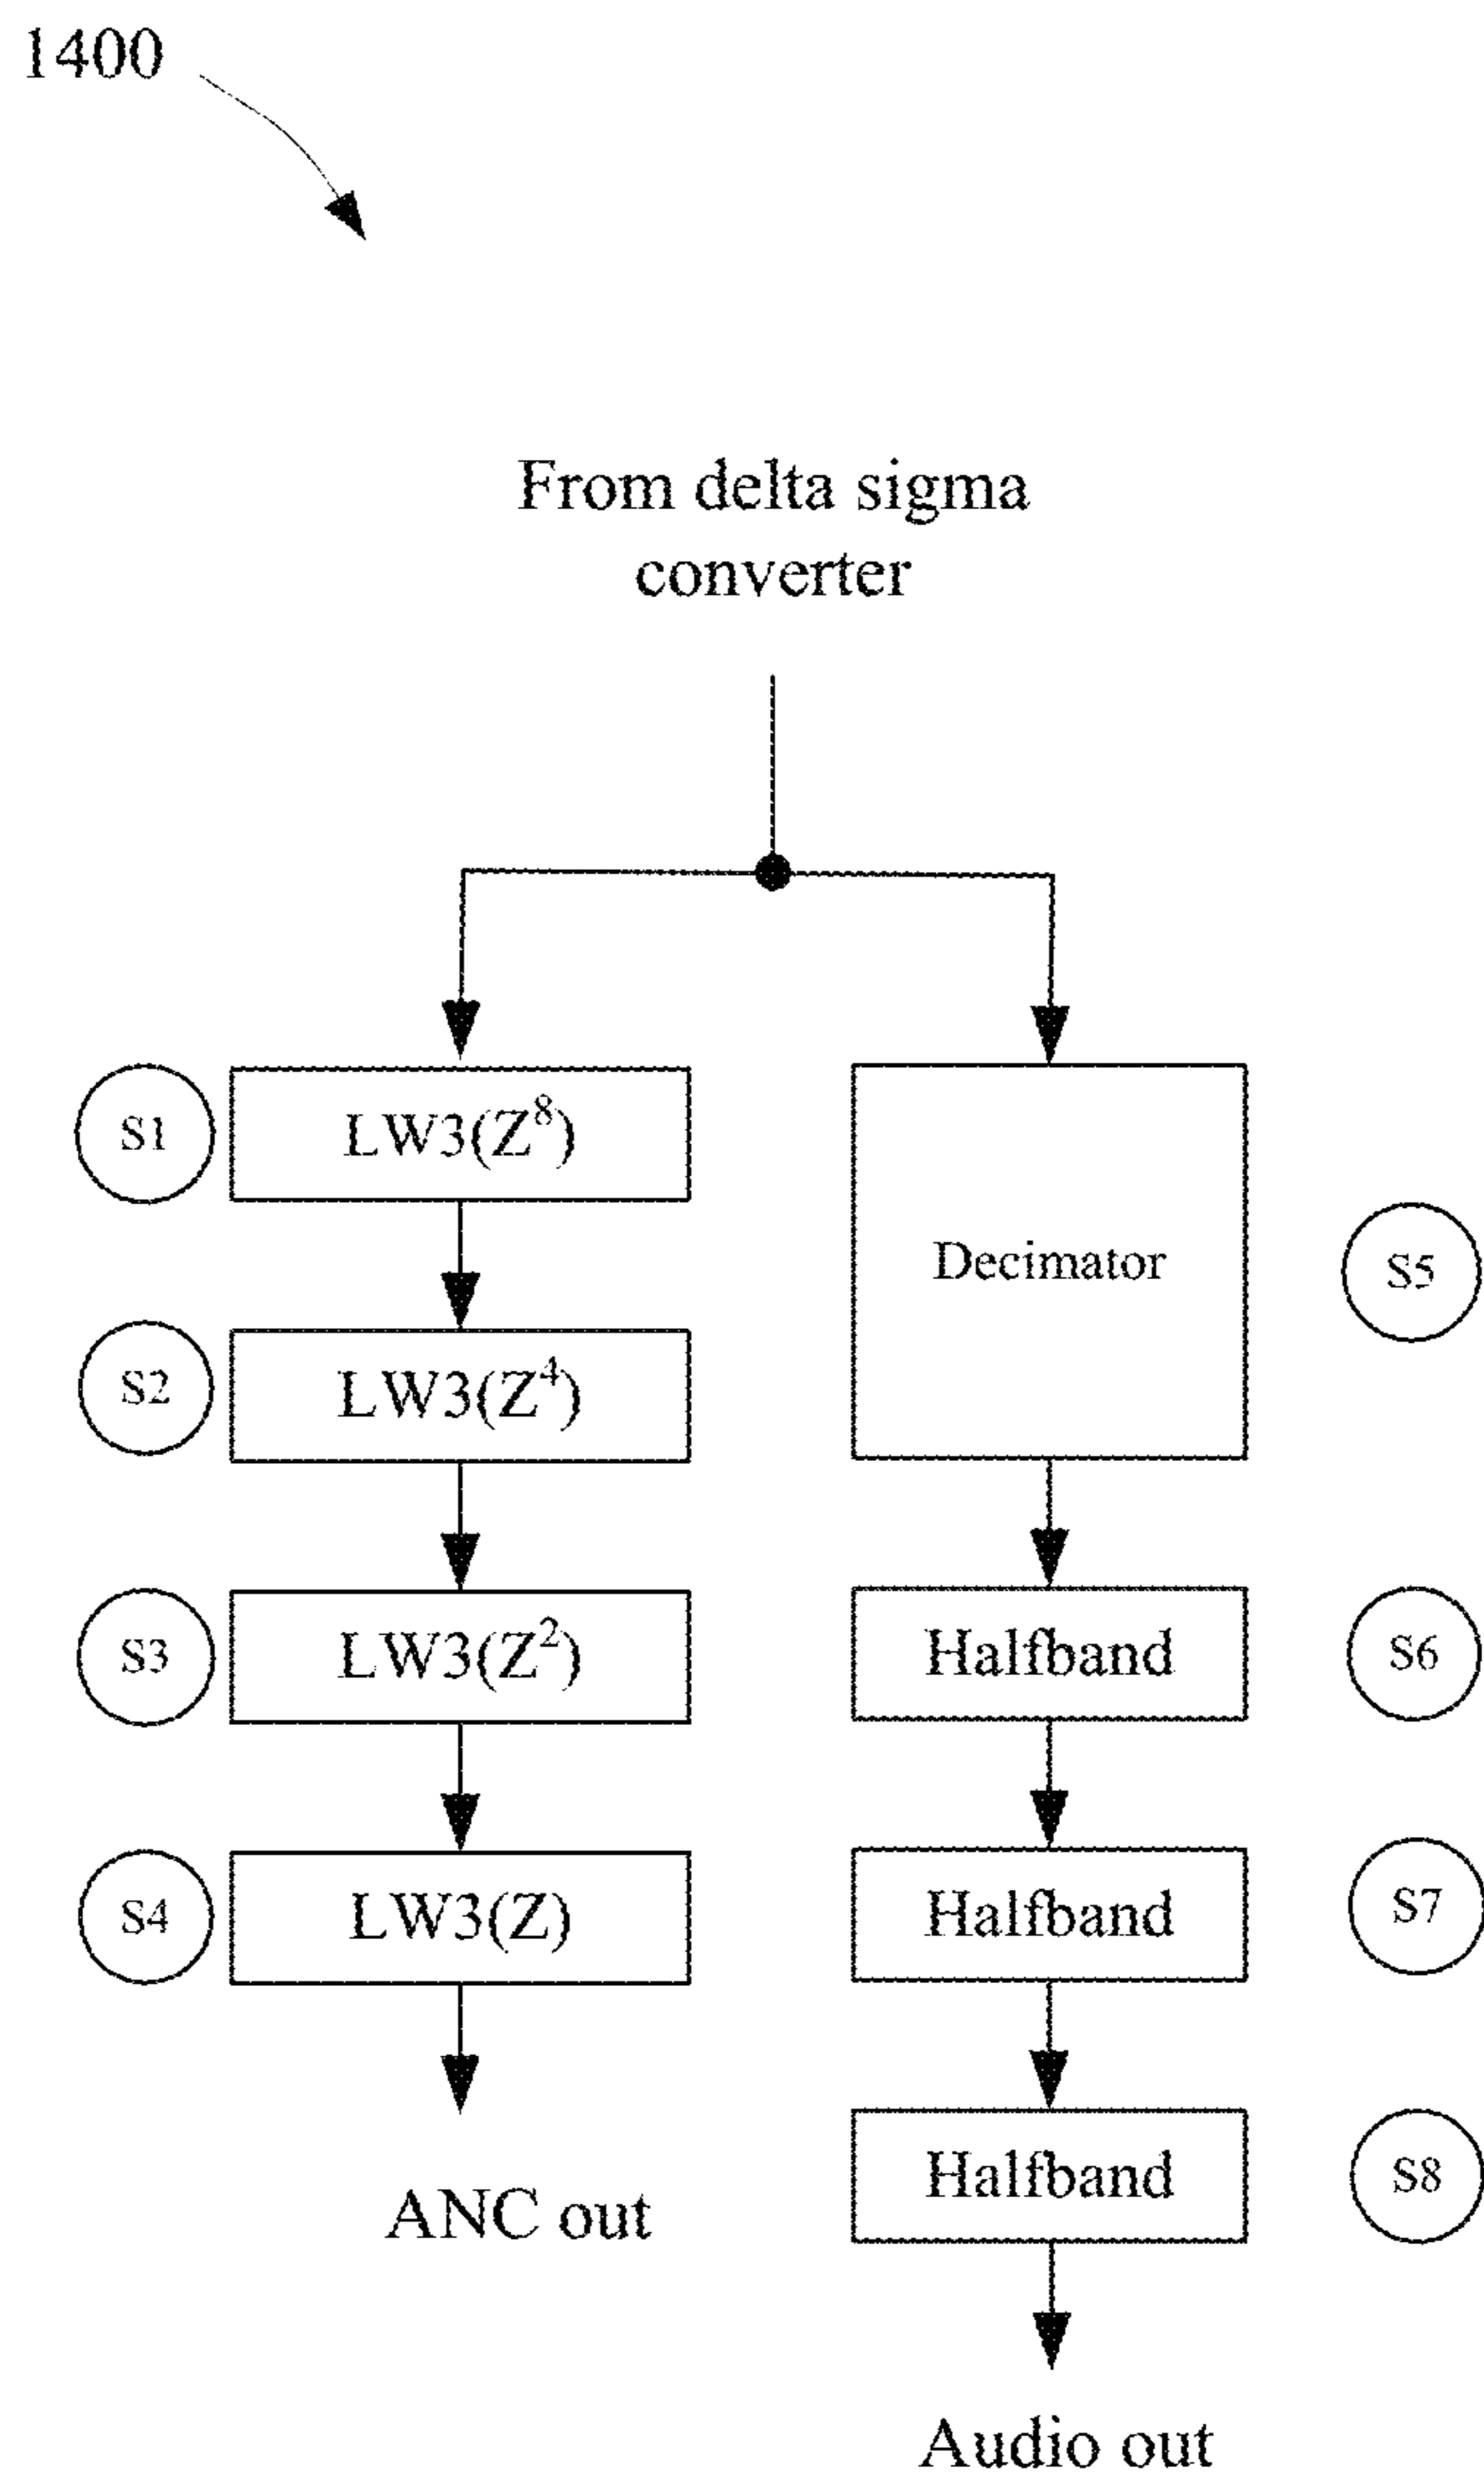 1400
From delta sigma
converter
S1
LW3(Z⁸)
S2
LW3(Z⁴)
S3
LW3(Z²)
S4
LW3(Z)
ANC out
Decimator
S5
Halfband
S6
Halfband
S7
Halfband
S8
Audio out